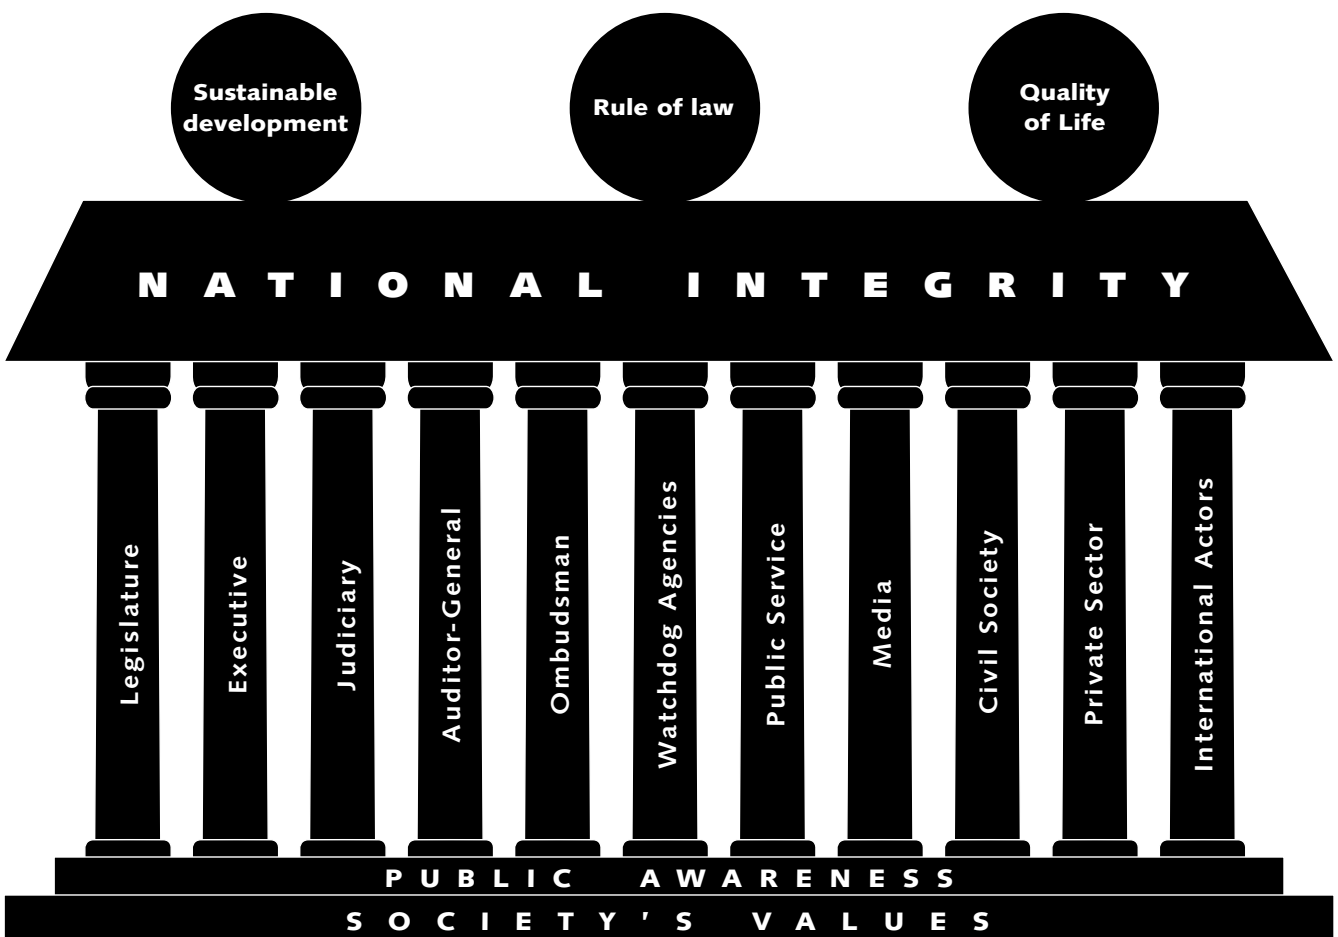 Sustainable
development
Rule of law
Quality
of Life
NATIONAL INTEGRITY
Legislature
Executive
Judiciary
Auditor-General
Ombudsman
Watchdog Agencies
Public Service
Media
Civil Society
Private Sector
International Actors
PUBLIC AWARENESS
SOCIETY'S VALUES